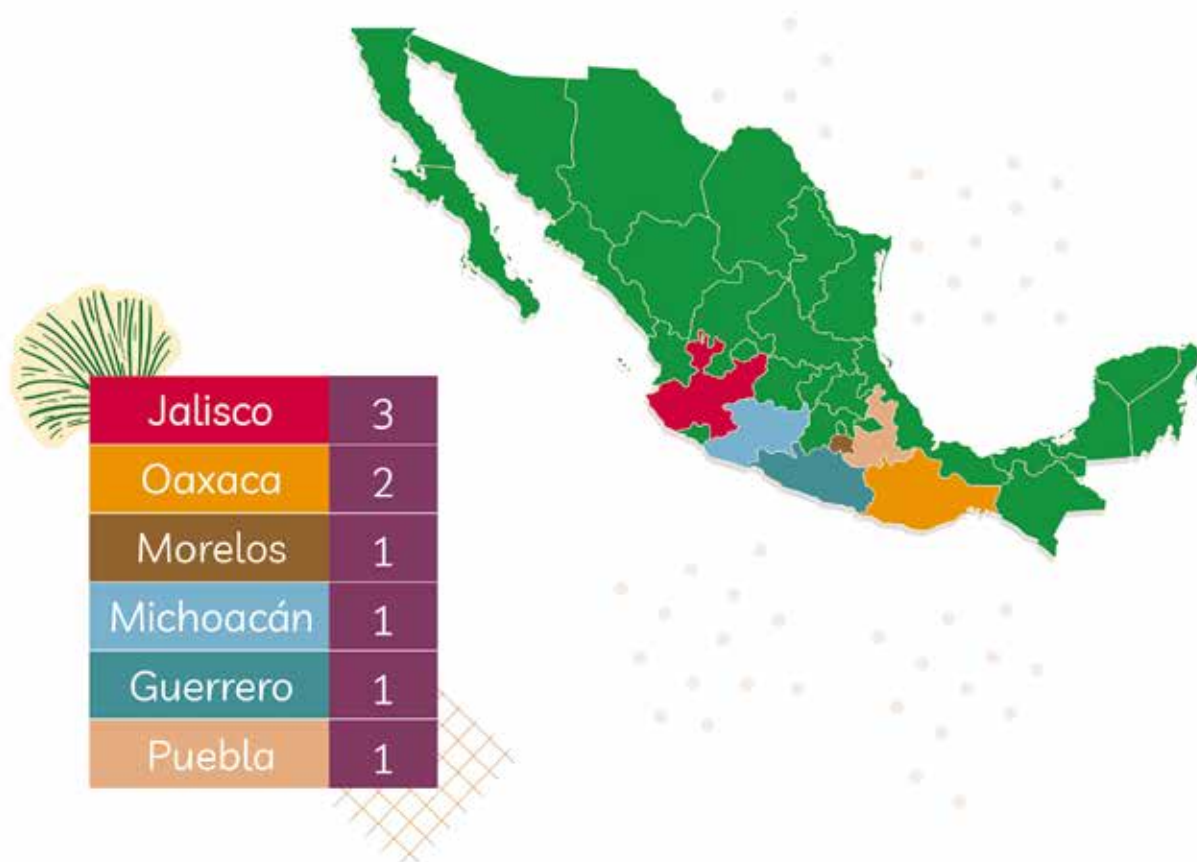 Jalisco 3
Oaxaca 2
Morelos 1
Michoacán 1
Guerrero 1
Puebla 1